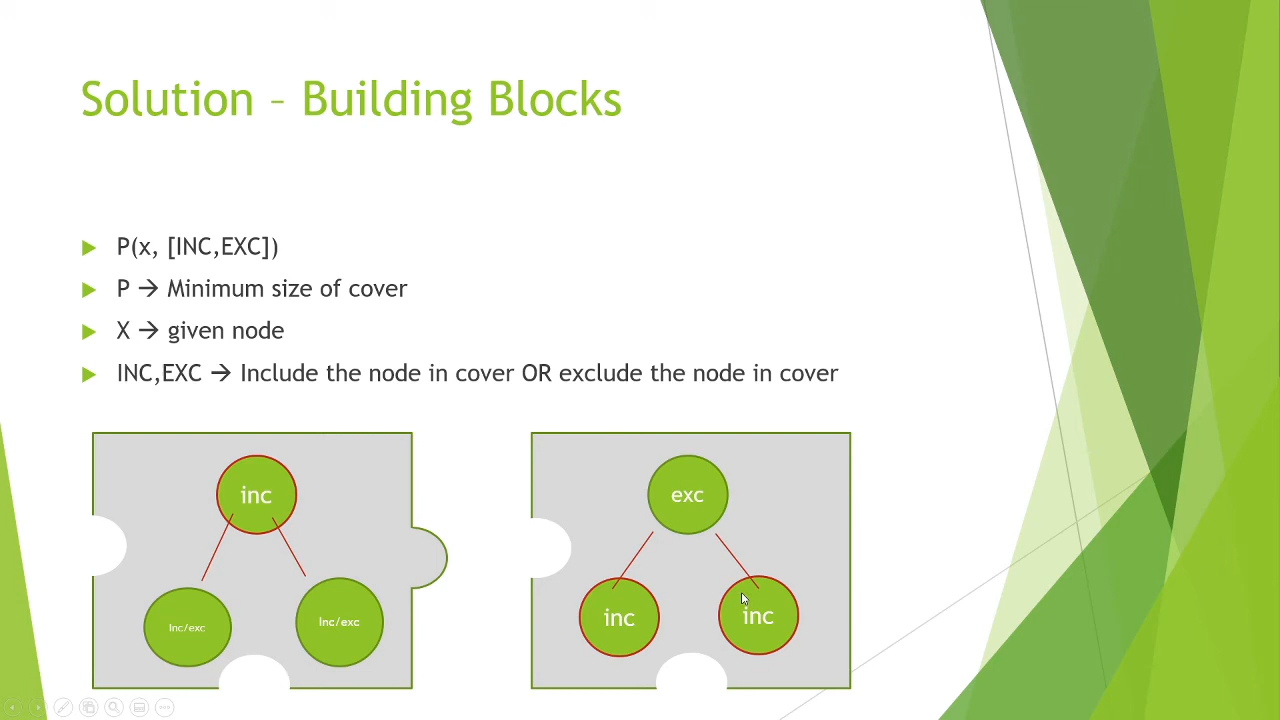 Solution – Building Blocks
P(x, [INC,EXC])
P → Minimum size of cover
X → given node
INC,EXC → Include the node in cover OR exclude the node in cover
inc
Inc/exc Inc/exc
exc
inc inc